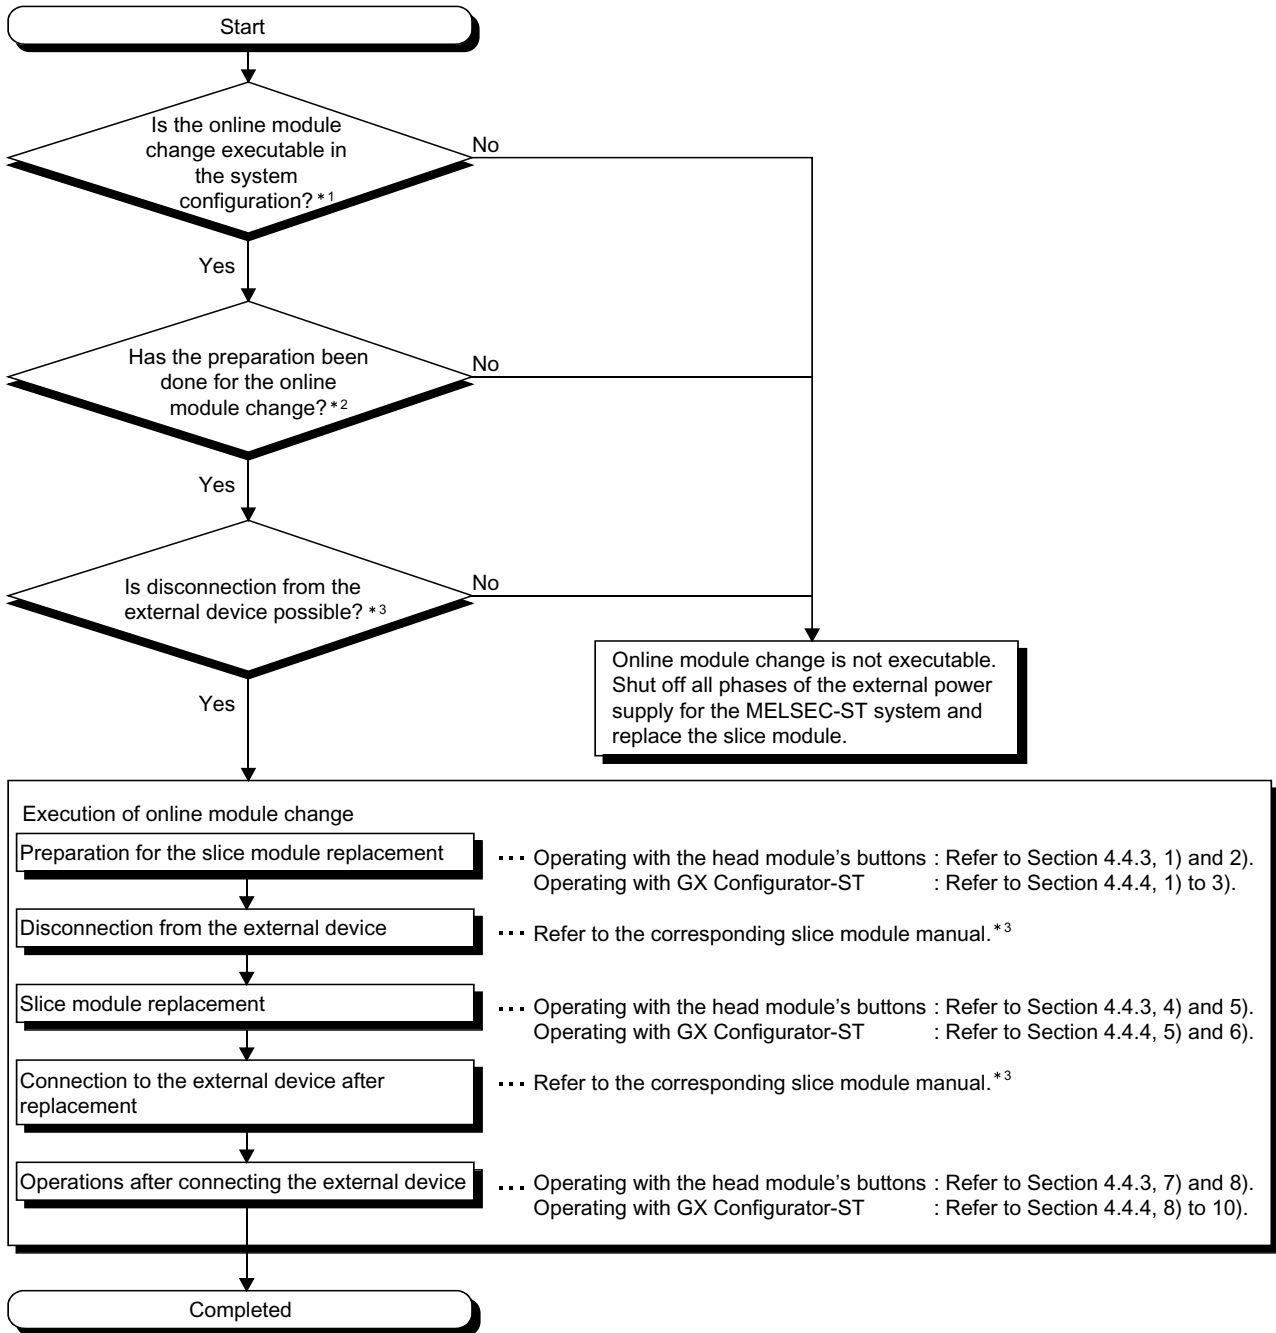 Start
Is the online module
change executable in
the system
configuration? *1
No
Yes
Has the preparation been
done for the online
module change? *2
No
Yes
Is disconnection from the
external device possible? *3
No
Yes
Online module change is not executable.
Shut off all phases of the external power
supply for the MELSEC-ST system and
replace the slice module.
Execution of online module change
Preparation for the slice module replacement
••• Operating with the head module's buttons : Refer to Section 4.4.3, 1) and 2).
Operating with GX Configurator-ST : Refer to Section 4.4.4, 1) to 3).
Disconnection from the external device
••• Refer to the corresponding slice module manual.*3
Slice module replacement
••• Operating with the head module's buttons : Refer to Section 4.4.3, 4) and 5).
Operating with GX Configurator-ST : Refer to Section 4.4.4, 5) and 6).
Connection to the external device after
replacement
••• Refer to the corresponding slice module manual.*3
Operations after connecting the external device
••• Operating with the head module's buttons : Refer to Section 4.4.3, 7) and 8).
Operating with GX Configurator-ST : Refer to Section 4.4.4, 8) to 10).
Completed